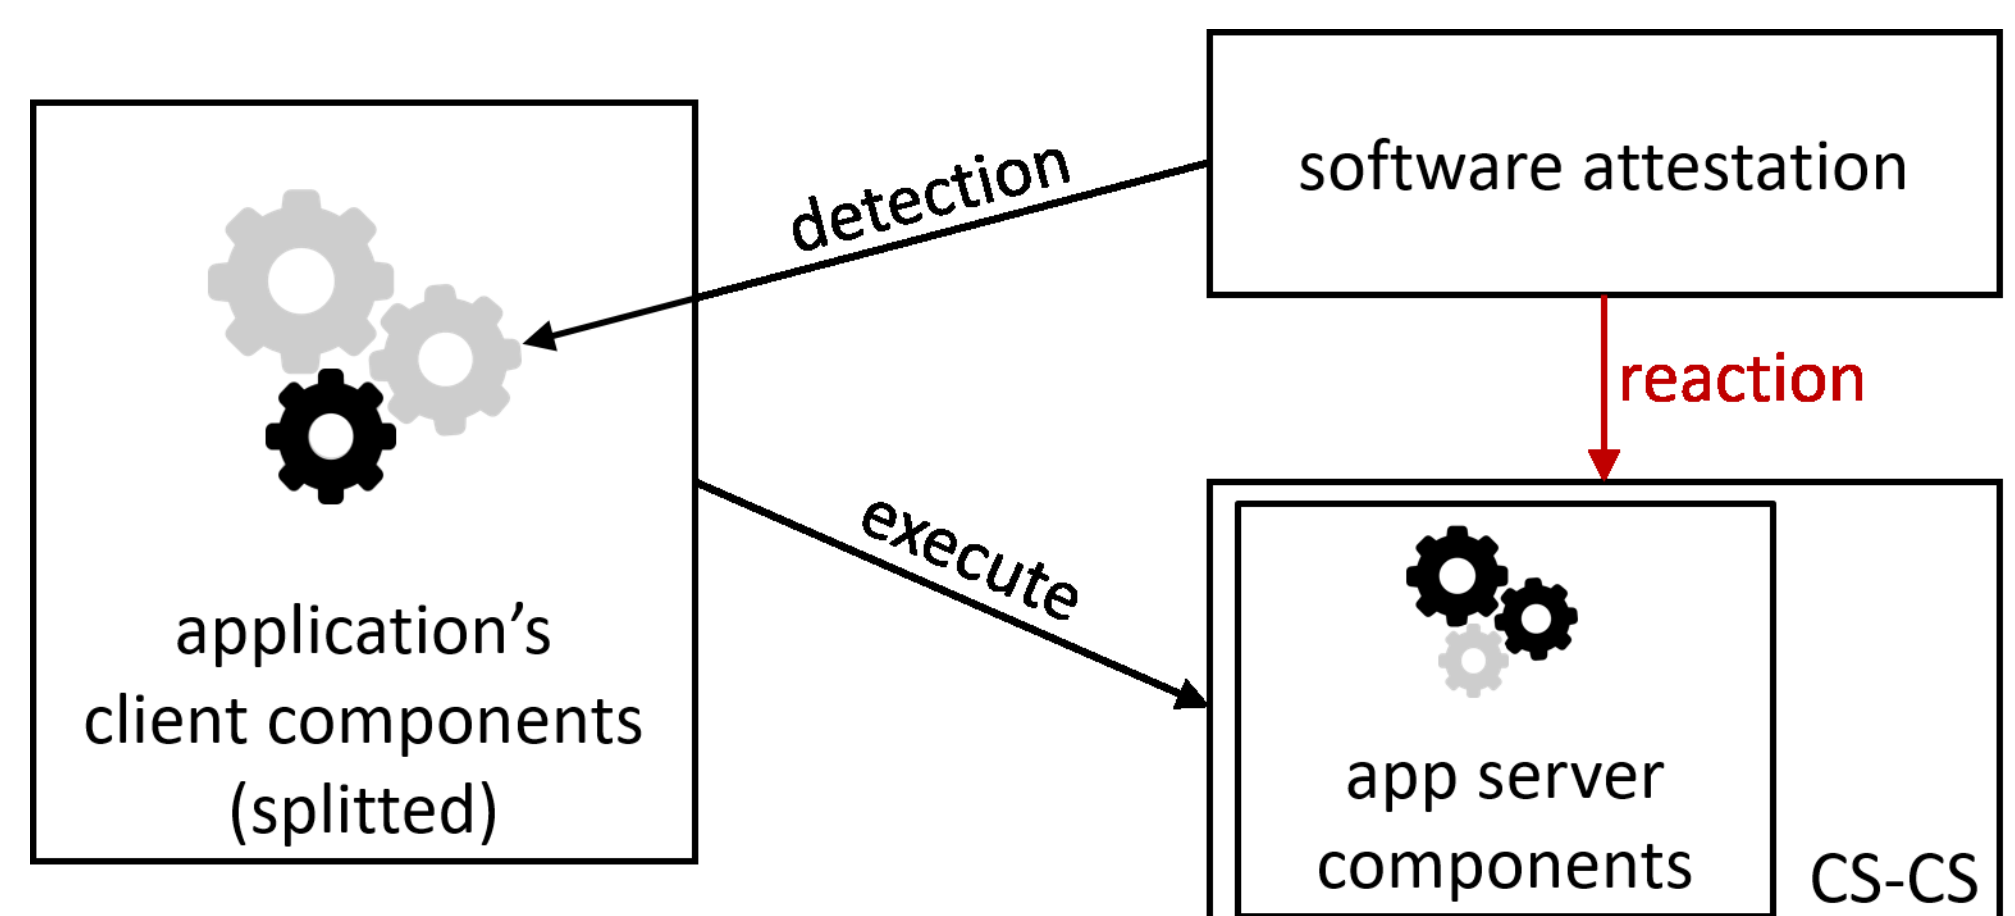 software attestation
detection
reaction
execute
application’s
client components
(splitted)
app server
components
CS-CS